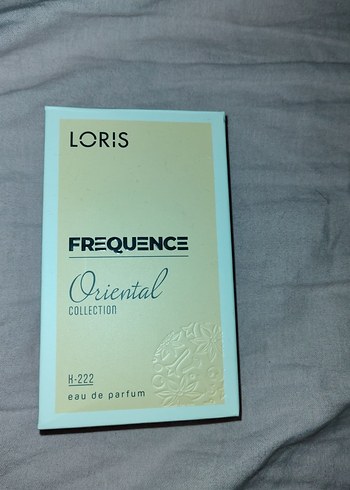 LORIS
FREQUENCE
Oriental
COLLECTION
K-222
eau de parfum